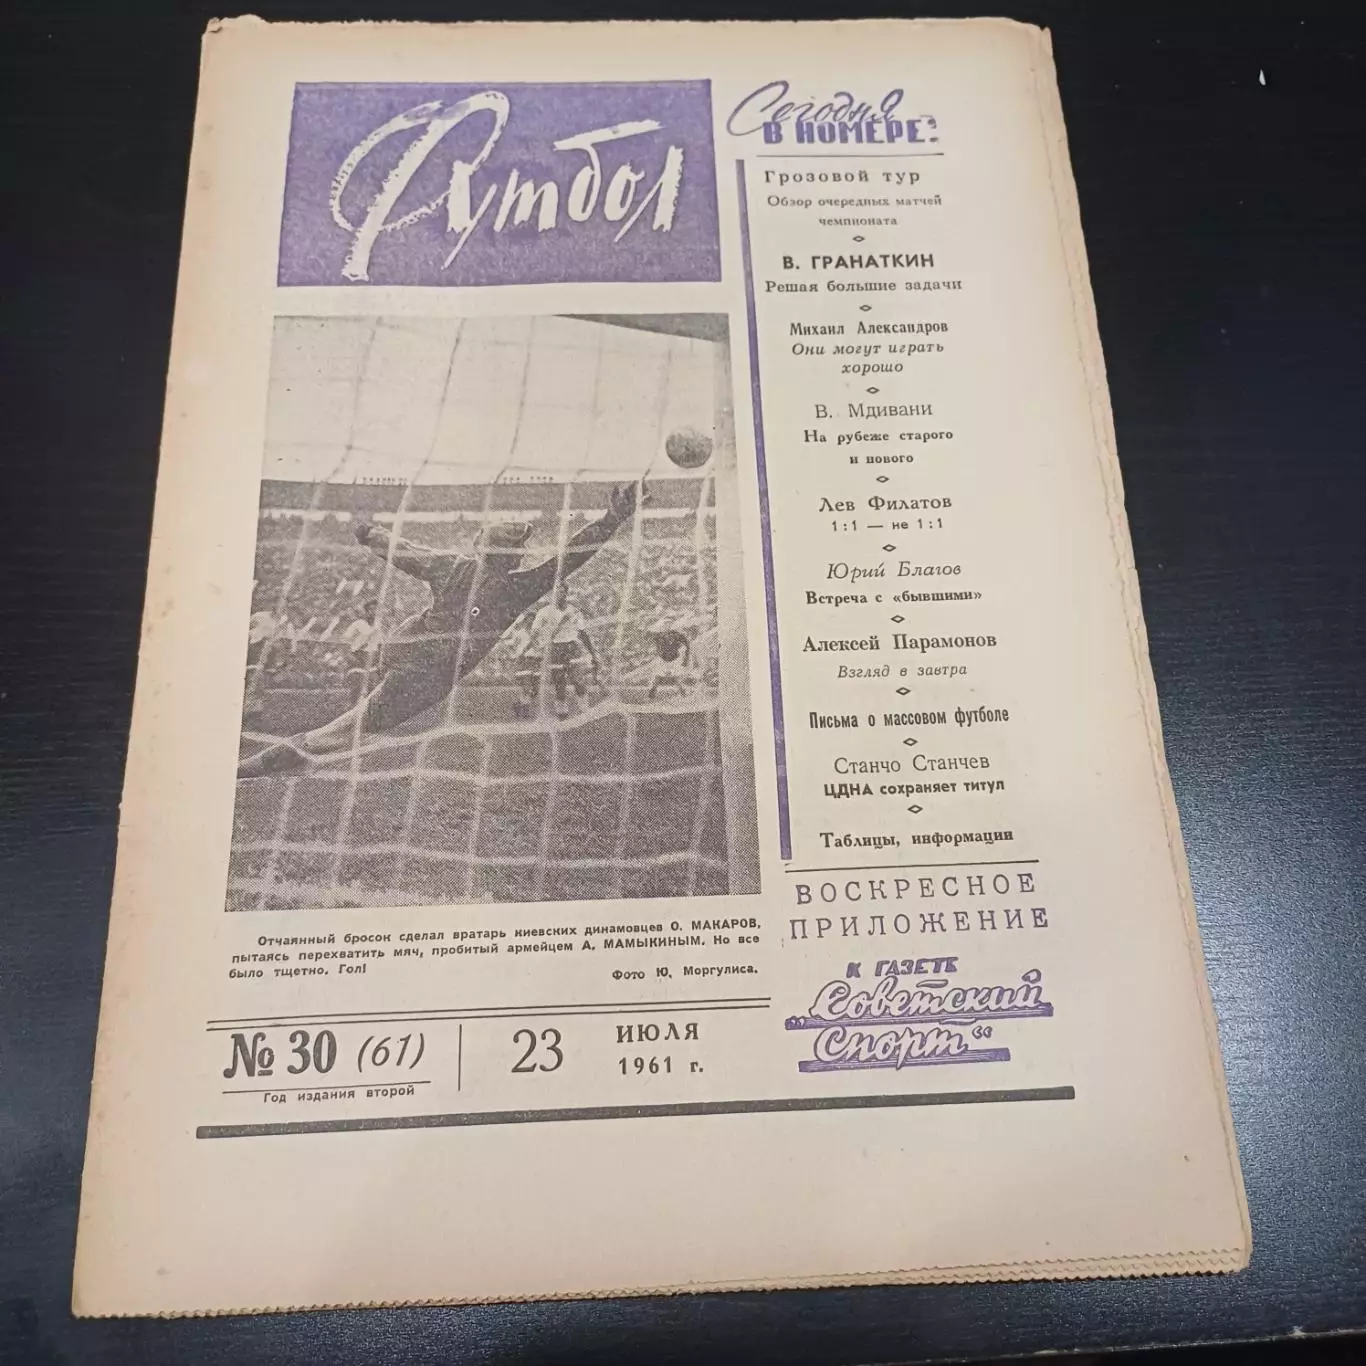 Футбол
Сегодня
В НОМЕРЕ:
Грозовой тур
Обзор очередных матчей
чемпионата
В. ГРАНАТКИН
Решая большие задачи
Михаил Александров
Они могут играть
хорошо
В. Мдивани
На рубеже старого
и нового
Лев Филатов
1:1 — не 1:1
Юрий Благов
Встреча с «бывшими»
Алексей Парамонов
Взгляд в завтра
Письма о массовом футболе
Станчо Станчев
ЦДНА сохраняет титул
Таблицы, информации
ВОСКРЕСНОЕ
ПРИЛОЖЕНИЕ
К ГАЗЕТЕ
„Советский
Спорт“
Отчаянный бросок сделал вратарь киевских динамовцев О. МАКАРОВ,
пытаясь перехватить мяч, пробитый армейцем А. МАМЫКИНЫМ. Но все
было тщетно. Гол!
Фото Ю. Моргулиса.
№ 30 (61)
Год издания второй
23
ИЮЛЯ
1961 г.